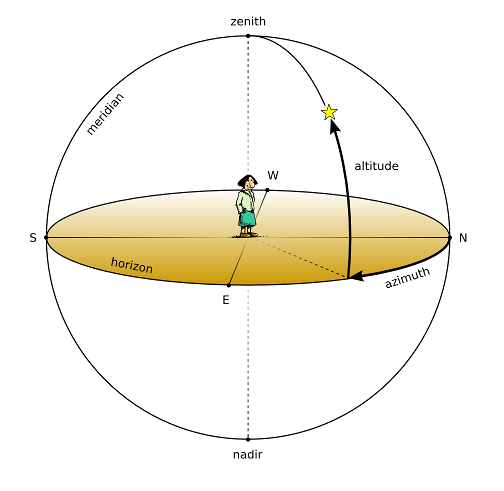 zenith
meridian
altitude
W
S
N
horizon
azimuth
E
nadir